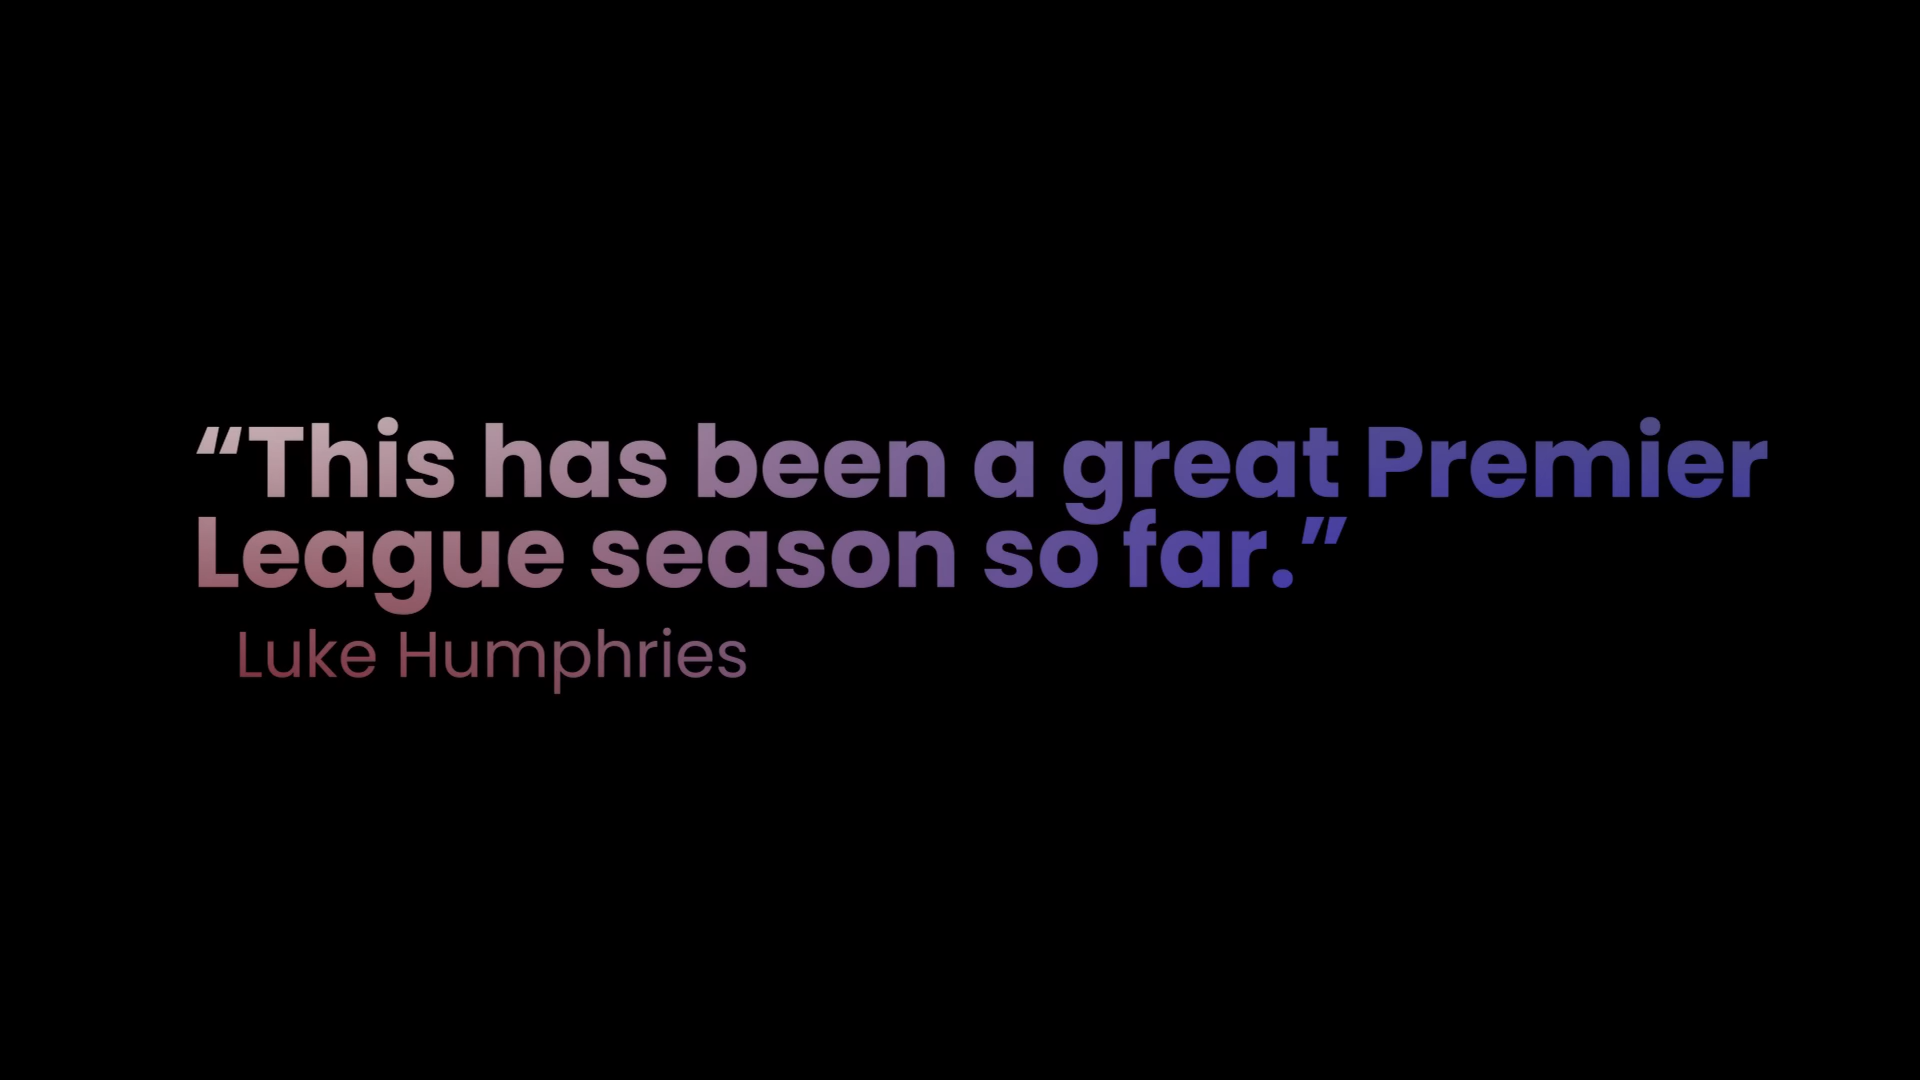 “This has been a great Premier
League season so far.”
Luke Humphries